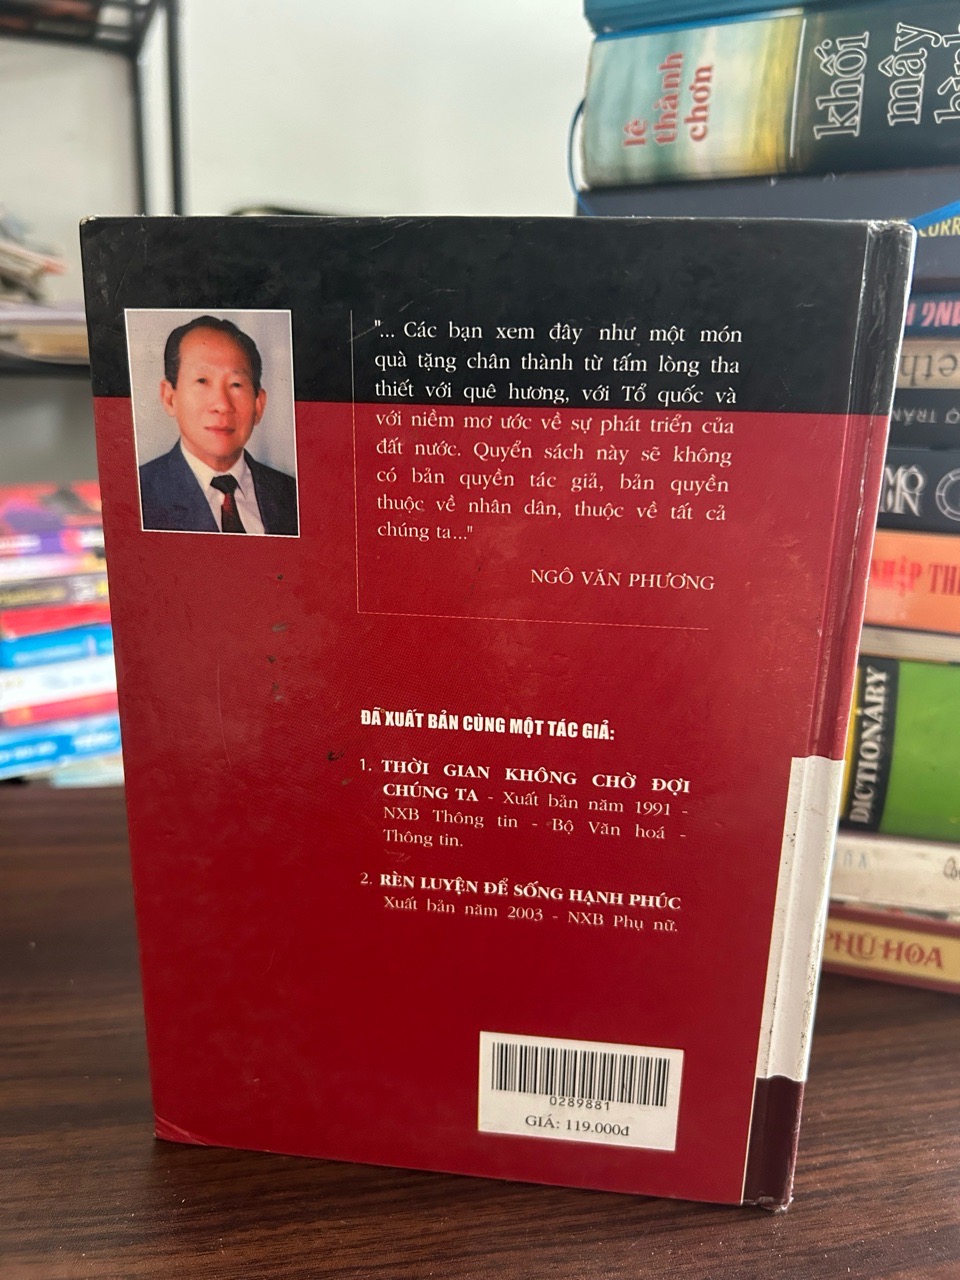 lê
thành
chơn
khối
mây
"... Các bạn xem đây như một món
quà tặng chân thành từ tấm lòng tha
thiết với quê hương, với Tổ quốc và
với niềm mơ ước về sự phát triển của
đất nước. Quyển sách này sẽ không
có bản quyền tác giả, bản quyền
thuộc về nhân dân, thuộc về tất cả
chúng ta..."
NGÔ VĂN PHƯƠNG
ĐÃ XUẤT BẢN CÙNG MỘT TÁC GIẢ:
1. THỜI GIAN KHÔNG CHỜ ĐỢI
CHÚNG TA - Xuất bản năm 1991 -
NXB Thông tin - Bộ Văn hoá -
Thông tin.
2. RÈN LUYỆN ĐỂ SỐNG HẠNH PHÚC
Xuất bản năm 2003 - NXB Phụ nữ.
0289881
GIÁ: 119.000đ
DICTIONARY
PHÙ HOA